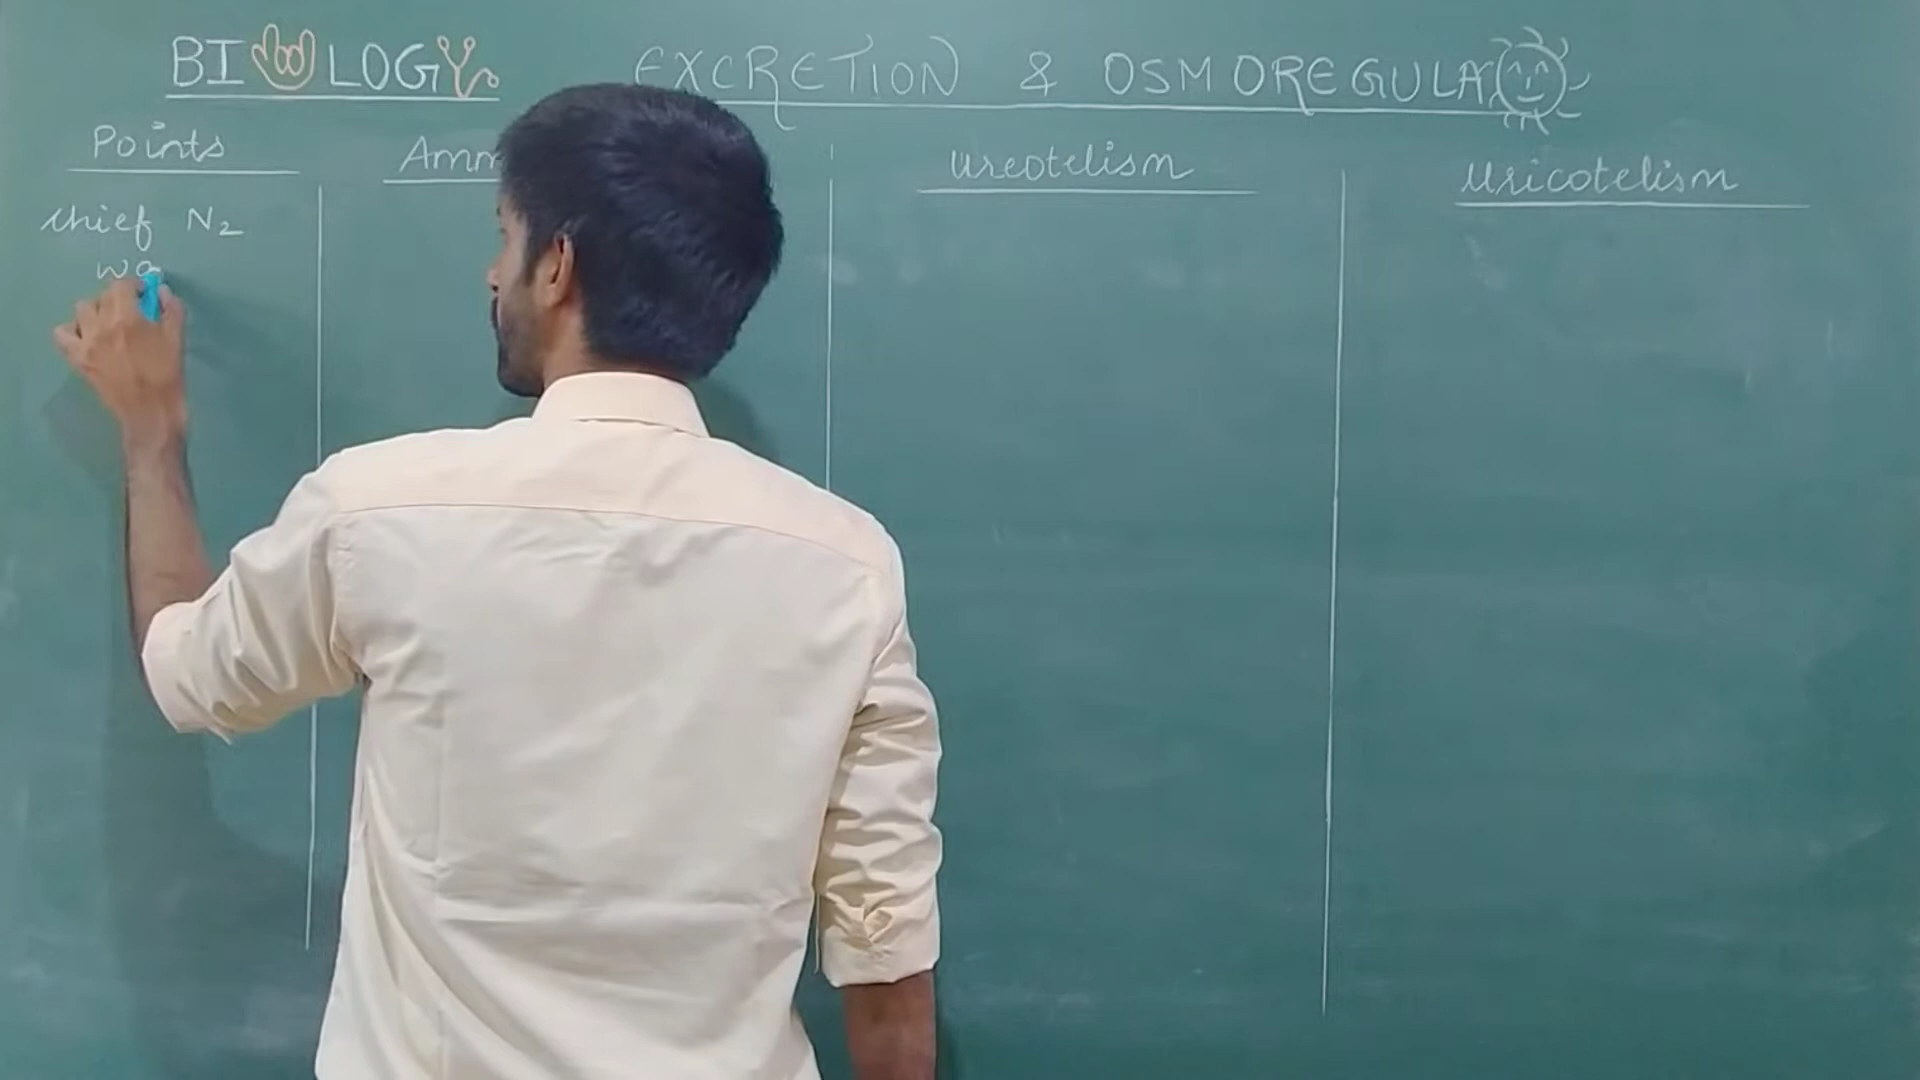 BIOLOGY
EXCRETION & OSMOREGULA
Points
Amm
Ureotelism
Uricotelism
Chief N2
wa